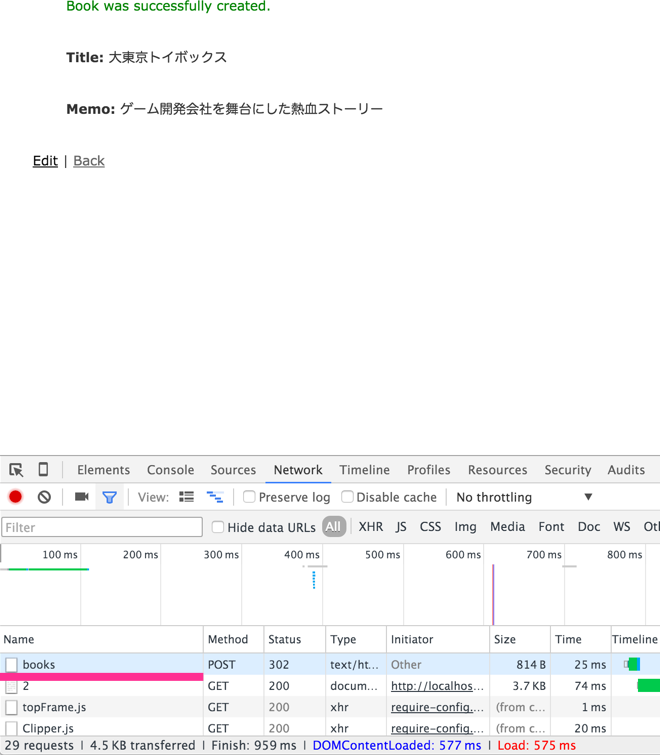 Book was successfully created.
Title: 大東京トイボックス
Memo: ゲーム開発会社を舞台にした熱血ストーリー
Edit | Back
Elements Console Sources Network Timeline Profiles Resources Security Audits
View: Preserve log Disable cache No throttling ▼
Filter Hide data URLs All XHR JS CSS Img Media Font Doc WS Otl
100 ms 200 ms 300 ms 400 ms 500 ms 600 ms 700 ms 800 ms
Name Method Status Type Initiator Size Time Timeline
books POST 302 text/ht... Other 814 B 25 ms
2 GET 200 docum... http://localhos... 3.7 KB 74 ms
topFrame.js GET 200 xhr require-config.... (from c... 1 ms
Clipper.js GET 200 xhr require-config.... (from c... 20 ms
29 requests | 4.5 KB transferred | Finish: 959 ms | DOMContentLoaded: 577 ms | Load: 575 ms